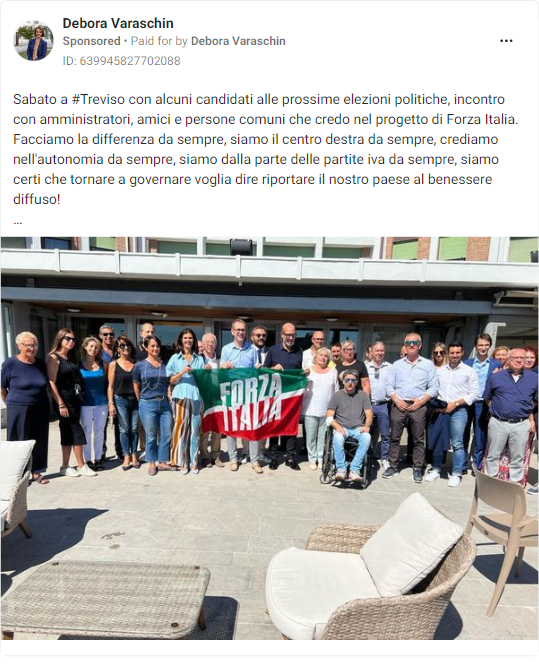 Debora Varaschin
Sponsored • Paid for by Debora Varaschin
ID: 639945827702088
Sabato a #Treviso con alcuni candidati alle prossime elezioni politiche, incontro
con amministratori, amici e persone comuni che credo nel progetto di Forza Italia.
Facciamo la differenza da sempre, siamo il centro destra da sempre, crediamo
nell'autonomia da sempre, siamo dalla parte delle partite iva da sempre, siamo
certi che tornare a governare voglia dire riportare il nostro paese al benessere
diffuso!
...
FORZA
ITALIA